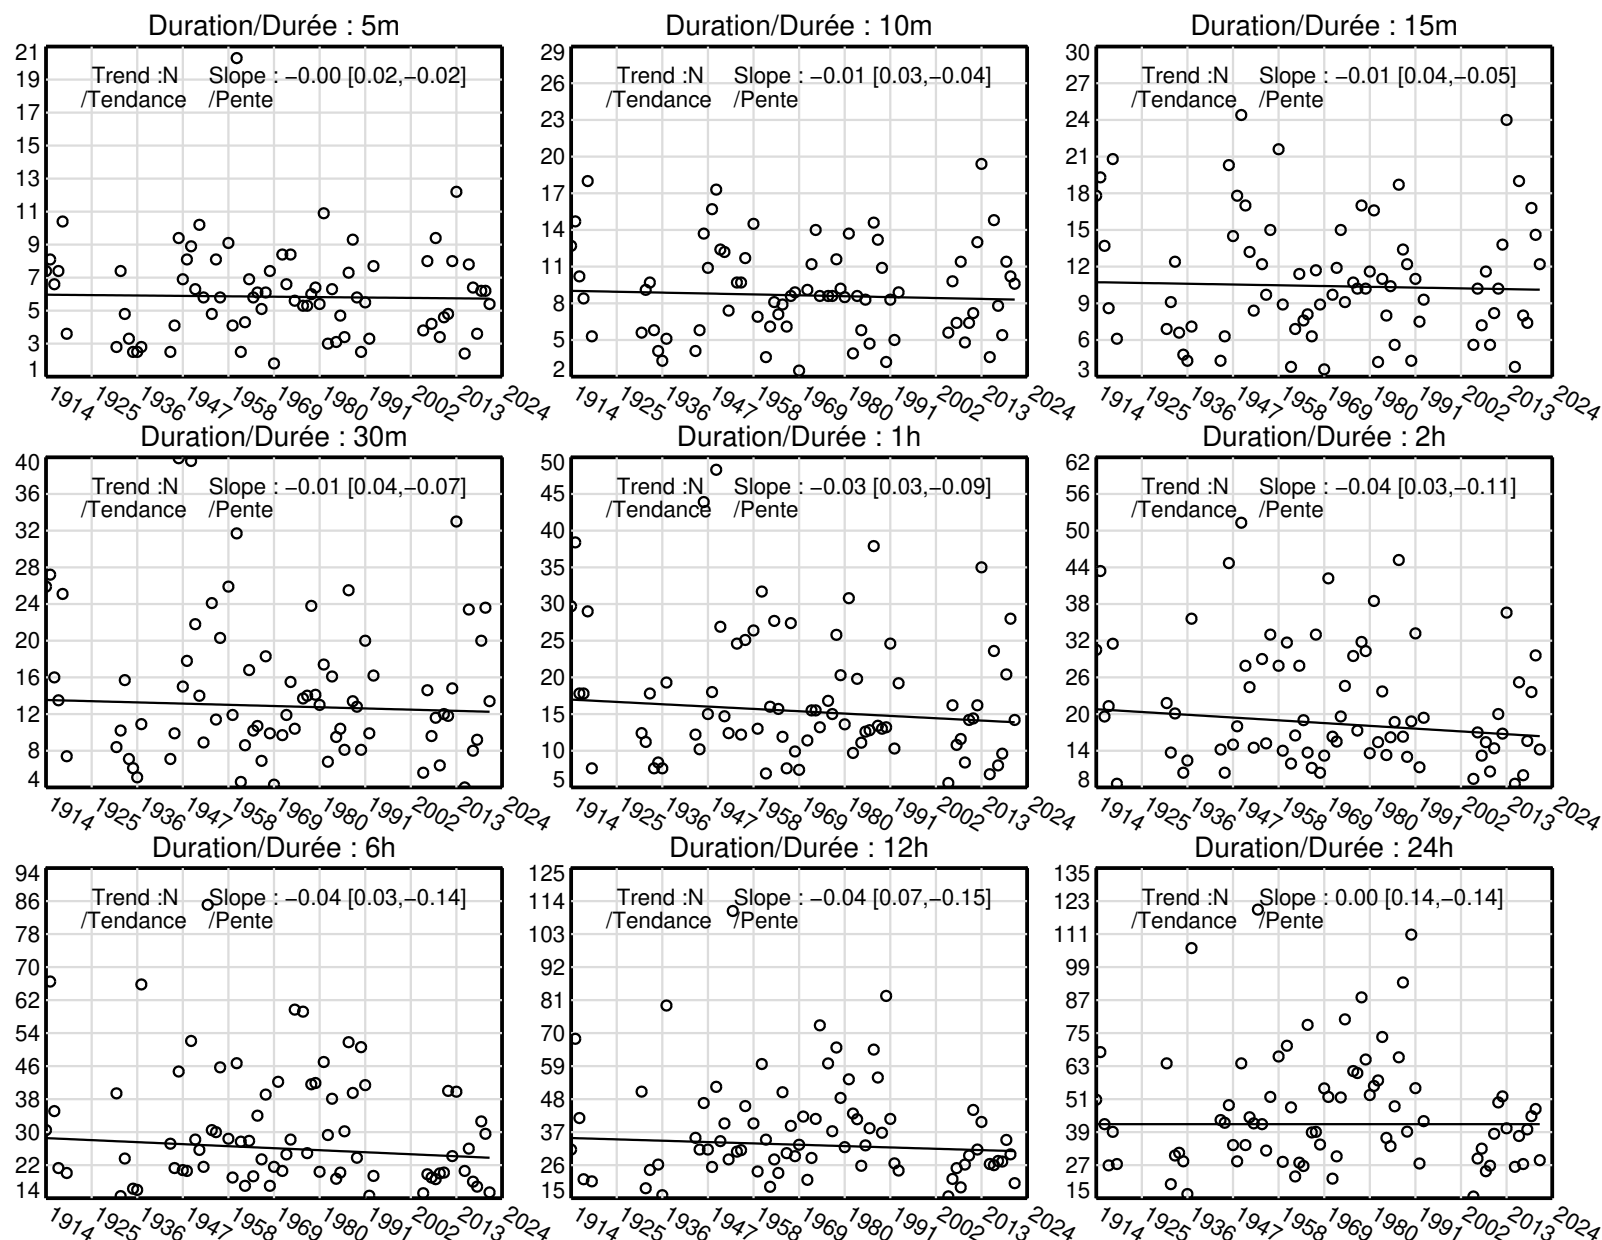 Duration/Durée : 5m
Trend :N Slope : −0.00 [0.02,−0.02]
/Tendance /Pente
21
19
17
15
13
11
9
7
5
3
1
1914 1925 1936 1947 1958 1969 1980 1991 2002 2013 2024
Duration/Durée : 10m
Trend :N Slope : −0.01 [0.03,−0.04]
/Tendance /Pente
29
26
23
20
17
14
11
8
5
2
1914 1925 1936 1947 1958 1969 1980 1991 2002 2013 2024
Duration/Durée : 15m
Trend :N Slope : −0.01 [0.04,−0.05]
/Tendance /Pente
30
27
24
21
18
15
12
9
6
3
1914 1925 1936 1947 1958 1969 1980 1991 2002 2013 2024
Duration/Durée : 30m
Trend :N Slope : −0.01 [0.04,−0.07]
/Tendance /Pente
40
36
32
28
24
20
16
12
8
4
1914 1925 1936 1947 1958 1969 1980 1991 2002 2013 2024
Duration/Durée : 1h
Trend :N Slope : −0.03 [0.03,−0.09]
/Tendance /Pente
50
45
40
35
30
25
20
15
10
5
1914 1925 1936 1947 1958 1969 1980 1991 2002 2013 2024
Duration/Durée : 2h
Trend :N Slope : −0.04 [0.03,−0.11]
/Tendance /Pente
62
56
50
44
38
32
26
20
14
8
1914 1925 1936 1947 1958 1969 1980 1991 2002 2013 2024
Duration/Durée : 6h
Trend :N Slope : −0.04 [0.03,−0.14]
/Tendance /Pente
94
86
78
70
62
54
46
38
30
22
14
1914 1925 1936 1947 1958 1969 1980 1991 2002 2013 2024
Duration/Durée : 12h
Trend :N Slope : −0.04 [0.07,−0.15]
/Tendance /Pente
125
114
103
92
81
70
59
48
37
26
15
1914 1925 1936 1947 1958 1969 1980 1991 2002 2013 2024
Duration/Durée : 24h
Trend :N Slope : 0.00 [0.14,−0.14]
/Tendance /Pente
135
123
111
99
87
75
63
51
39
27
15
1914 1925 1936 1947 1958 1969 1980 1991 2002 2013 2024